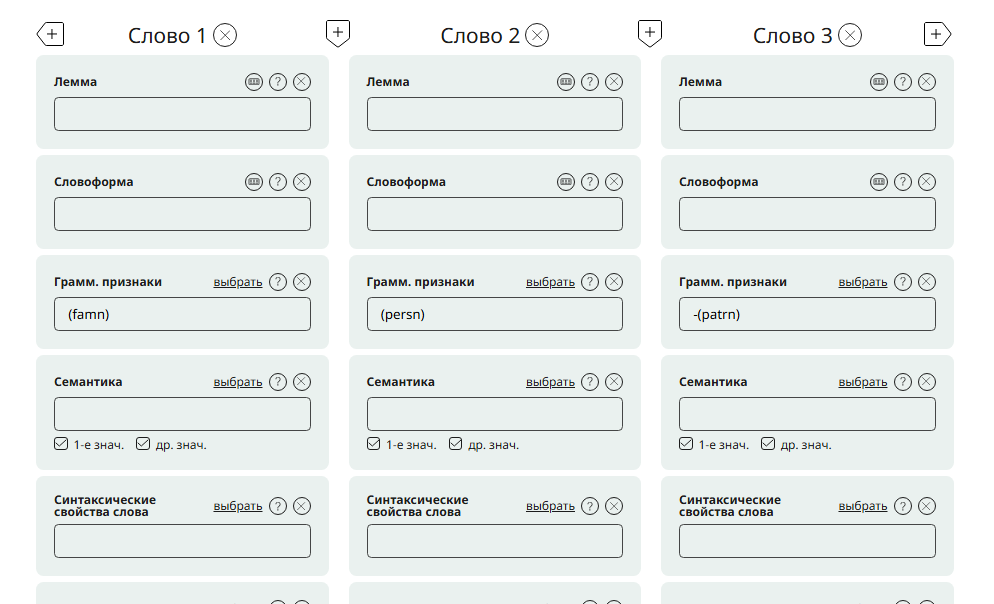 Слово 1 Слово 2 Слово 3
Лемма ? Лемма ? Лемма ?
Словоформа ? Словоформа ? Словоформа ?
Грамм. признаки выбрать ? Грамм. признаки выбрать ? Грамм. признаки выбрать ?
(famn) (persn) -(patrn)
Семантика выбрать ? Семантика выбрать ? Семантика выбрать ?
1-е знач. др. знач. 1-е знач. др. знач. 1-е знач. др. знач.
Синтаксические Синтаксические Синтаксические
свойства слова выбрать ? свойства слова выбрать ? свойства слова выбрать ?